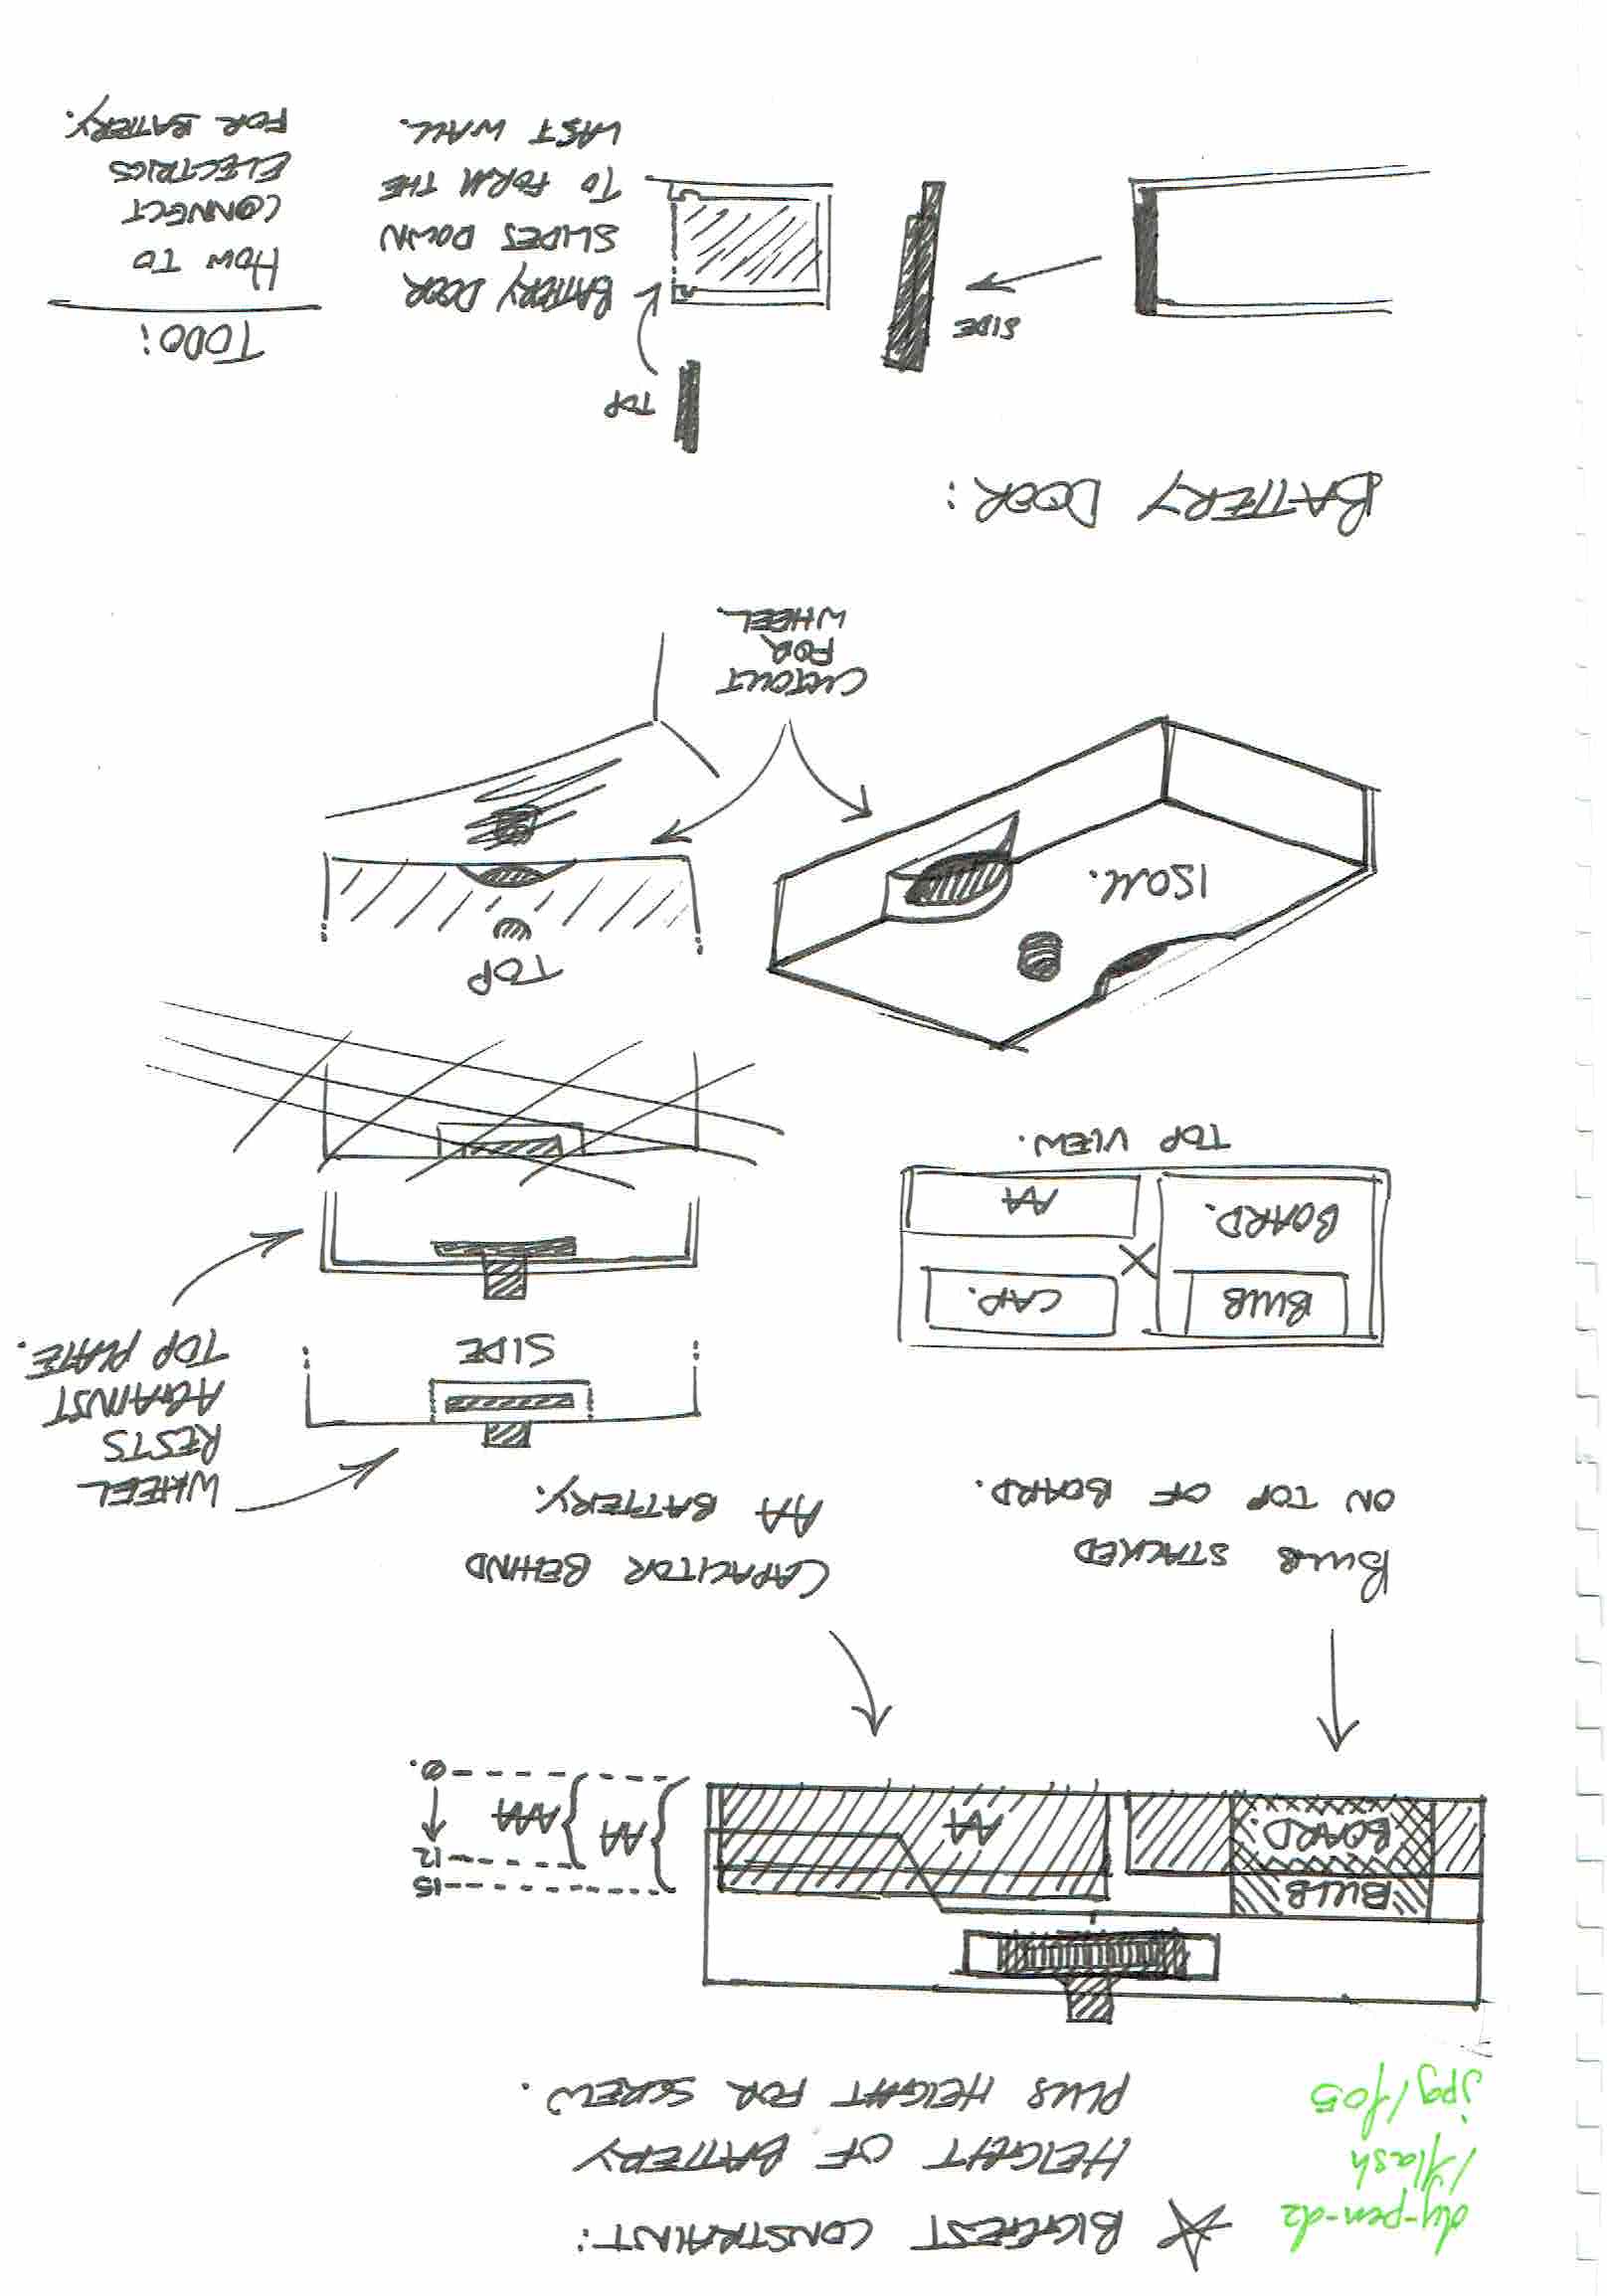 dy-pen-d2
/flash
jpg/f05
☆ BIGGEST CONSTRAINT:
HEIGHT OF BATTERY
PLUS HEIGHT FOR SCREW.
BULB
BOARD.
AA
AA
AAA
15
12
0.
BULB STACKED
ON TOP OF BOARD.
CAPACITOR BEHIND
AA BATTERY.
WHEEL
RESTS
AGAINST
TOP PLATE.
SIDE
BULB
CAP.
BOARD.
AA
TOP VIEW.
ISOM.
TOP
CUTOUT
FOR
WHEEL.
BATTERY DOOR:
SIDE
TOP
BATTERY DOOR
SLIDES DOWN
TO FORM THE
LAST WALL.
TODO:
HOW TO
CONNECT
ELECTRICS
FOR BATTERY.